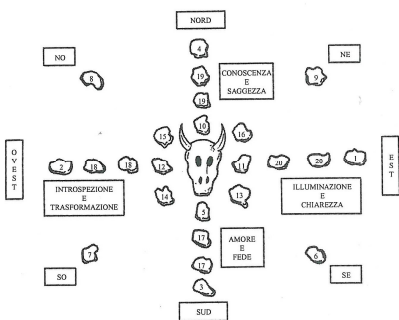 NORD
4
NO
NE
8
19
CONOSCENZA
E
SAGGEZZA
9
19
10
15
16
OVEST
2
18
18
12
11
20
20
1
EST
INTROSPEZIONE
E
TRASFORMAZIONE
14
13
ILLUMINAZIONE
E
CHIAREZZA
5
17
AMORE
E
FEDE
7
6
17
SO
SE
3
SUD